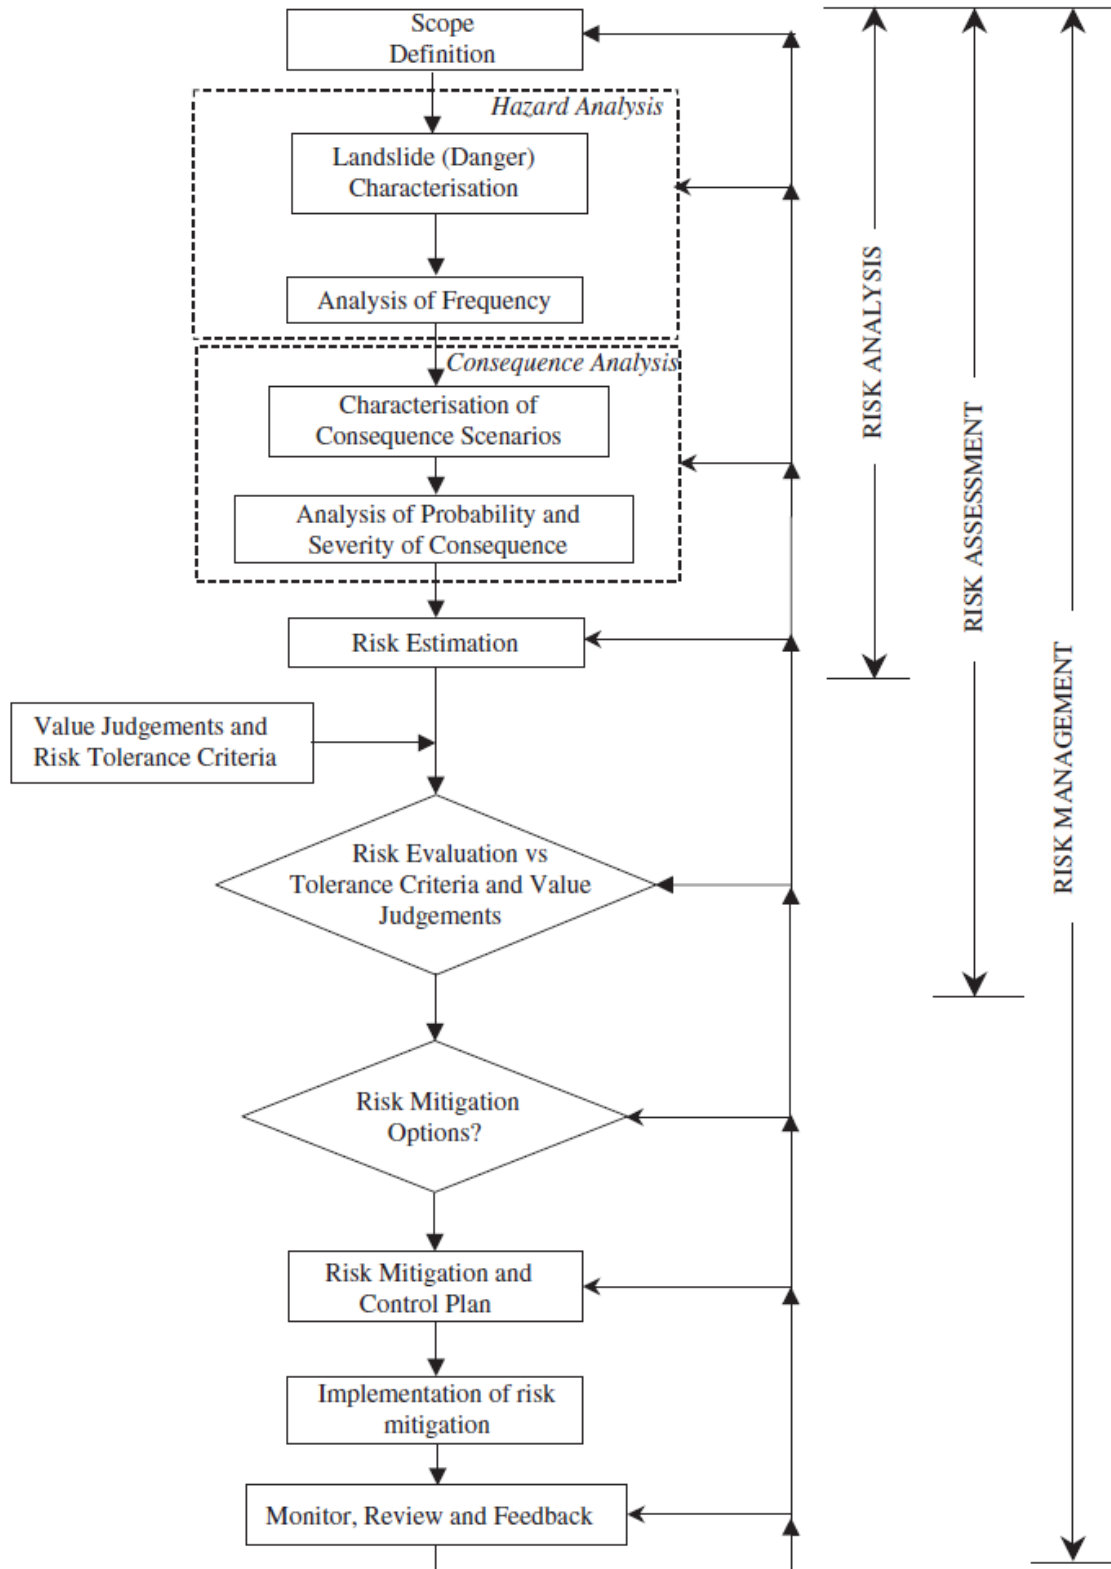 Scope
Definition
Hazard Analysis
Landslide (Danger)
Characterisation
Analysis of Frequency
Consequence Analysis
Characterisation of
Consequence Scenarios
Analysis of Probability and
Severity of Consequence
Risk Estimation
Value Judgements and
Risk Tolerance Criteria
Risk Evaluation vs
Tolerance Criteria and Value
Judgements
Risk Mitigation
Options?
Risk Mitigation and
Control Plan
Implementation of risk
mitigation
Monitor, Review and Feedback
RISK ANALYSIS
RISK ASSESSMENT
RISK MANAGEMENT